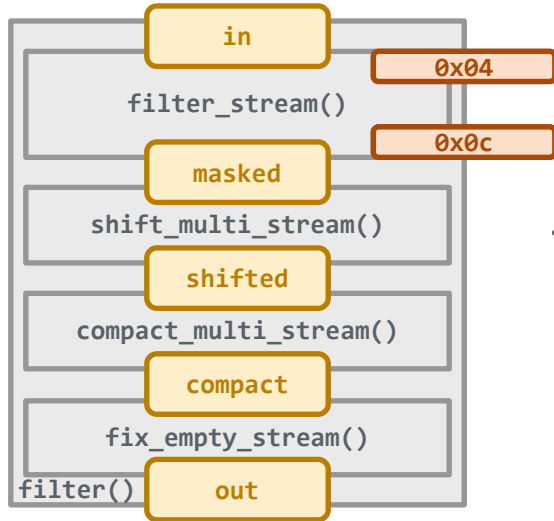 in
0x04
filter_stream()
0x0c
masked
shift_multi_stream()
shifted
compact_multi_stream()
compact
fix_empty_stream()
filter()
out